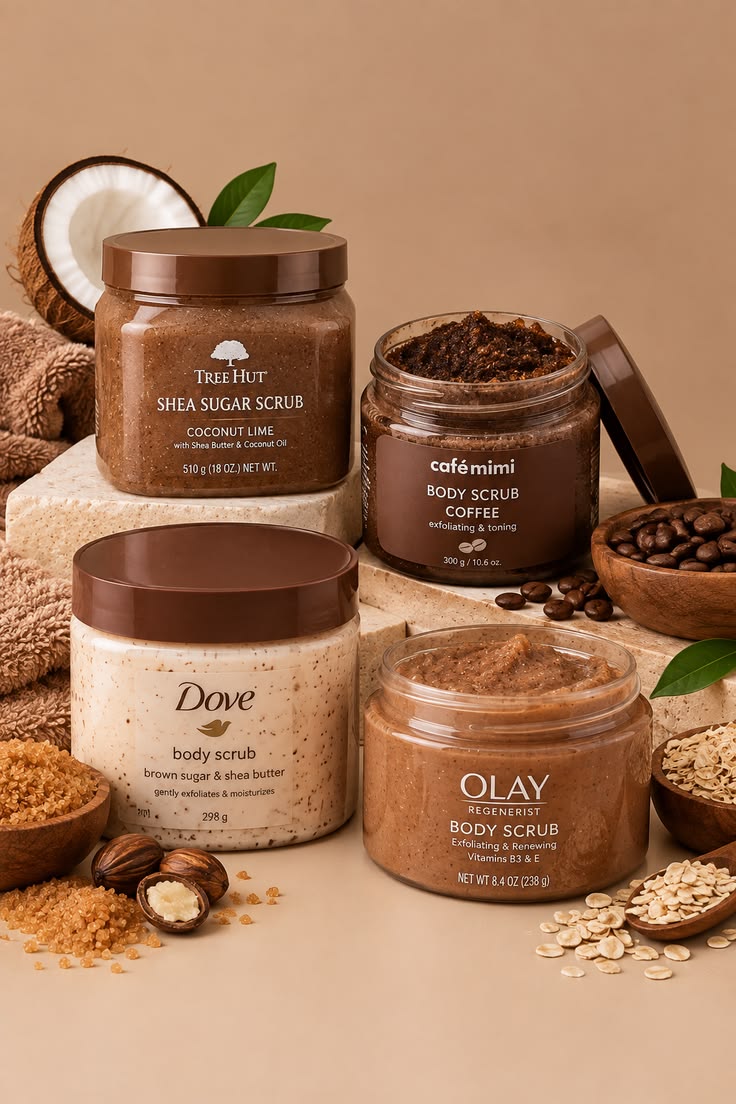 TREE HUT
SHEA SUGAR SCRUB
COCONUT LIME
with Shea Butter & Coconut Oil
510 g (18 OZ.) NET WT.
cafémimi
BODY SCRUB
COFFEE
exfoliating & toning
300 g / 10.6 oz.
Dove
body scrub
brown sugar & shea butter
gently exfoliates & moisturizes
298 g
OLAY
REGENERIST
BODY SCRUB
Exfoliating & Renewing
Vitamins B3 & E
NET WT 8.4 OZ (238 g)